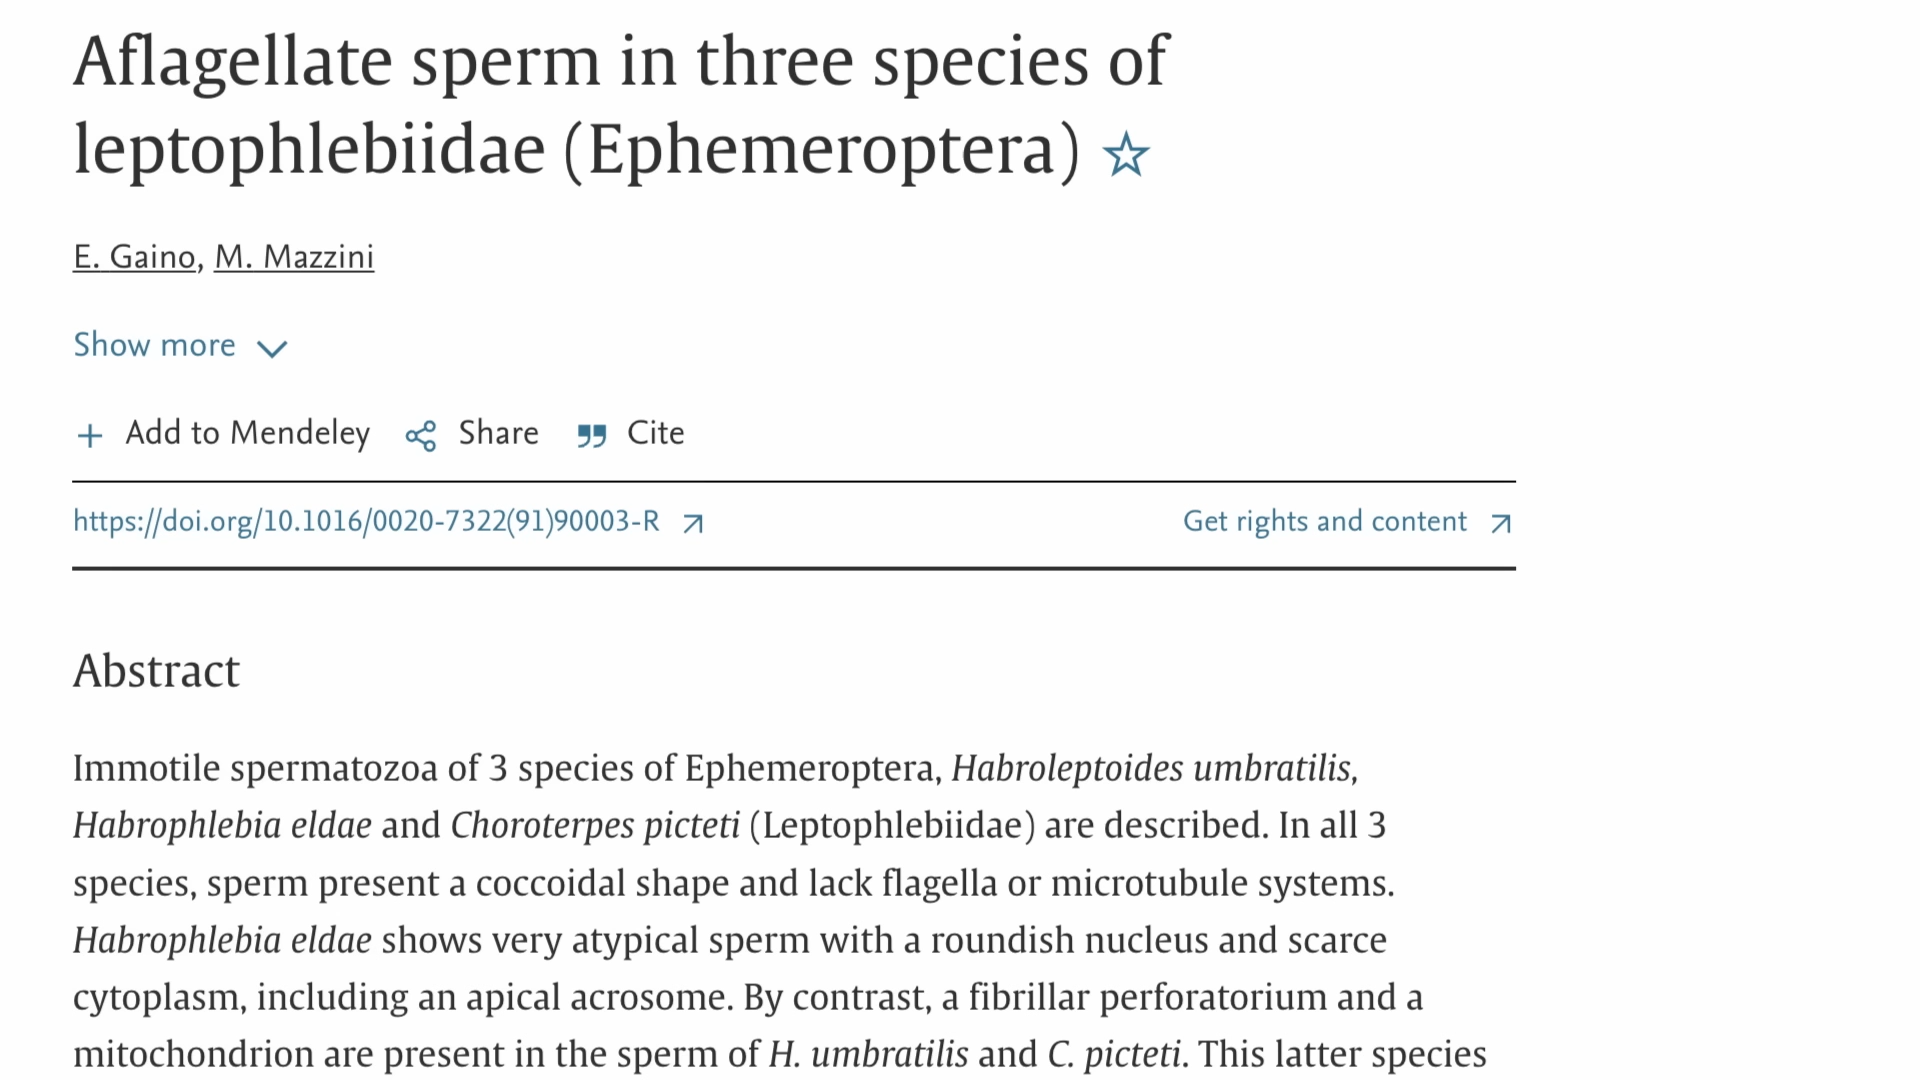 Aflagellate sperm in three species of
leptophlebiidae (Ephemeroptera)
E. Gaino, M. Mazzini
Show more
Add to Mendeley Share Cite
https://doi.org/10.1016/0020-7322(91)90003-R Get rights and content
Abstract
Immotile spermatozoa of 3 species of Ephemeroptera, Habroleptoides umbratilis,
Habrophlebia eldae and Choroterpes picteti (Leptophlebiidae) are described. In all 3
species, sperm present a coccoidal shape and lack flagella or microtubule systems.
Habrophlebia eldae shows very atypical sperm with a roundish nucleus and scarce
cytoplasm, including an apical acrosome. By contrast, a fibrillar perforatorium and a
mitochondrion are present in the sperm of H. umbratilis and C. picteti. This latter species